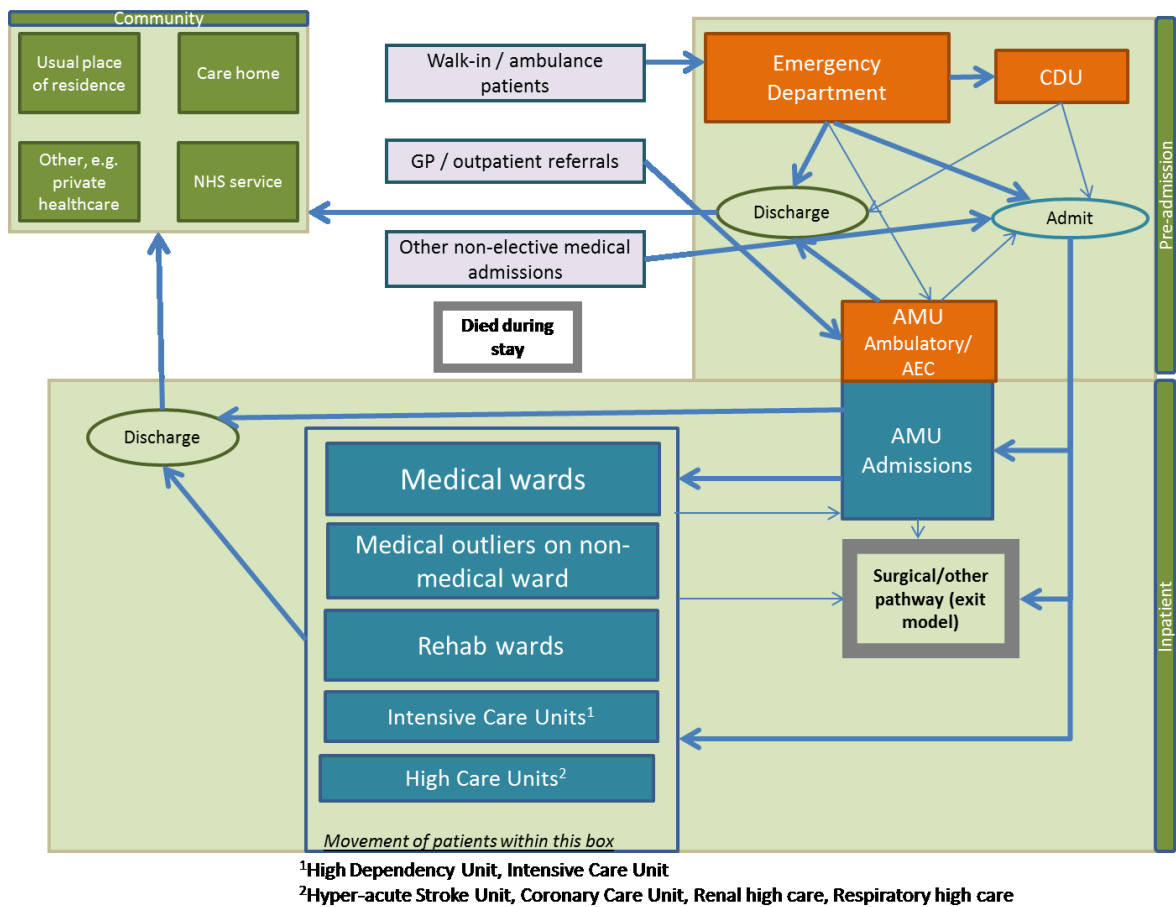 Community
Usual place
of residence
Care home
Other, e.g.
private
healthcare
NHS service
Walk-in / ambulance
patients
GP / outpatient referrals
Other non-elective medical
admissions
Died during
stay
Emergency
Department
CDU
Discharge
Admit
AMU
Ambulatory/
AEC
Pre-admission
Discharge
AMU
Admissions
Medical wards
Medical outliers on non-
medical ward
Rehab wards
Intensive Care Units¹
High Care Units²
Movement of patients within this box
Surgical/other
pathway (exit
model)
Inpatient
¹High Dependency Unit, Intensive Care Unit
²Hyper-acute Stroke Unit, Coronary Care Unit, Renal high care, Respiratory high care